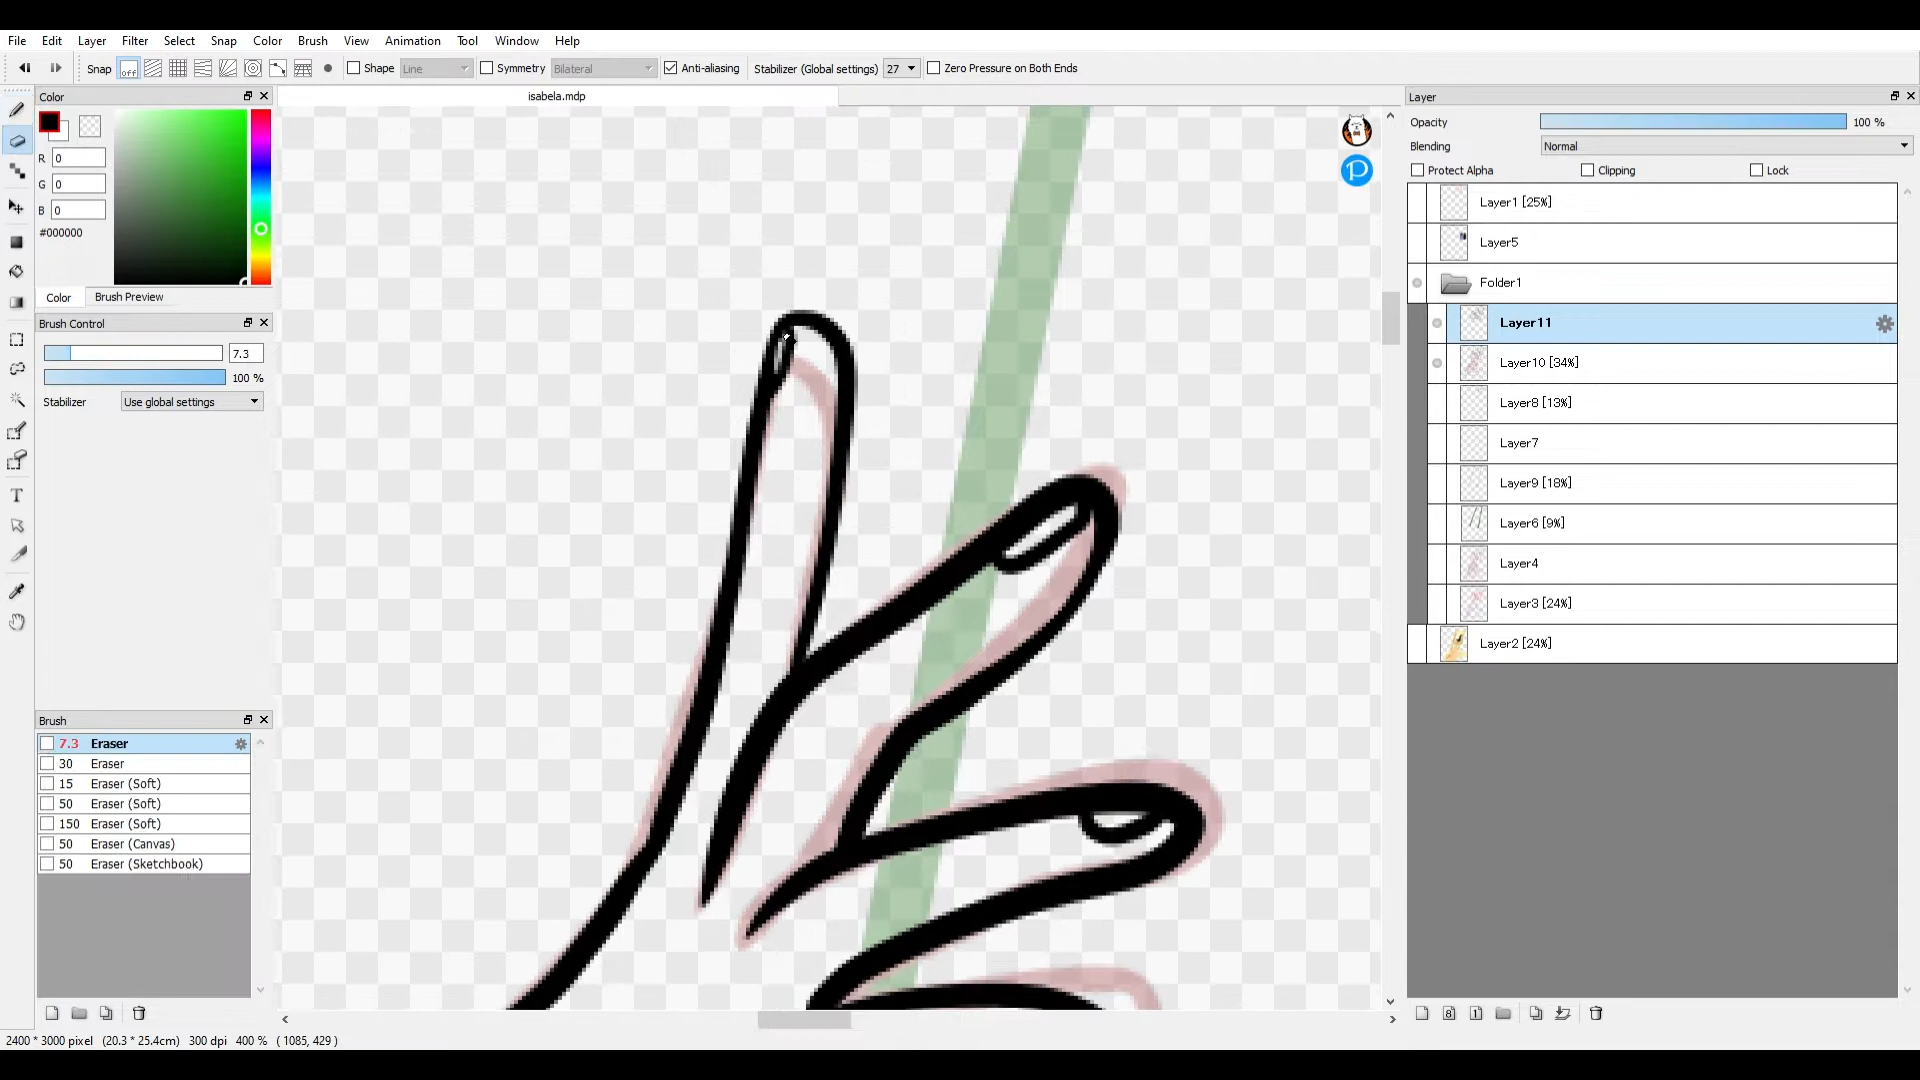 File Edit Layer Filter Select Snap Color Brush View Animation Tool Window Help
Snap off Shape Line Symmetry Bilateral Anti-aliasing Stabilizer (Global settings) 27 Zero Pressure on Both Ends
Color
isabela.mdp
R 0
G 0
B 0
#000000
Color Brush Preview
Brush Control
7.3
100 %
Stabilizer Use global settings
Brush
7.3 Eraser
30 Eraser
15 Eraser (Soft)
50 Eraser (Soft)
150 Eraser (Soft)
50 Eraser (Canvas)
50 Eraser (Sketchbook)
P
Layer
Opacity 100 %
Blending Normal
Protect Alpha Clipping Lock
Layer1 [25%]
Layer5
Folder1
Layer11
Layer10 [34%]
Layer8 [13%]
Layer7
Layer9 [18%]
Layer6 [9%]
Layer4
Layer3 [24%]
Layer2 [24%]
2400 * 3000 pixel (20.3 * 25.4cm) 300 dpi 400 % ( 1085, 429 )